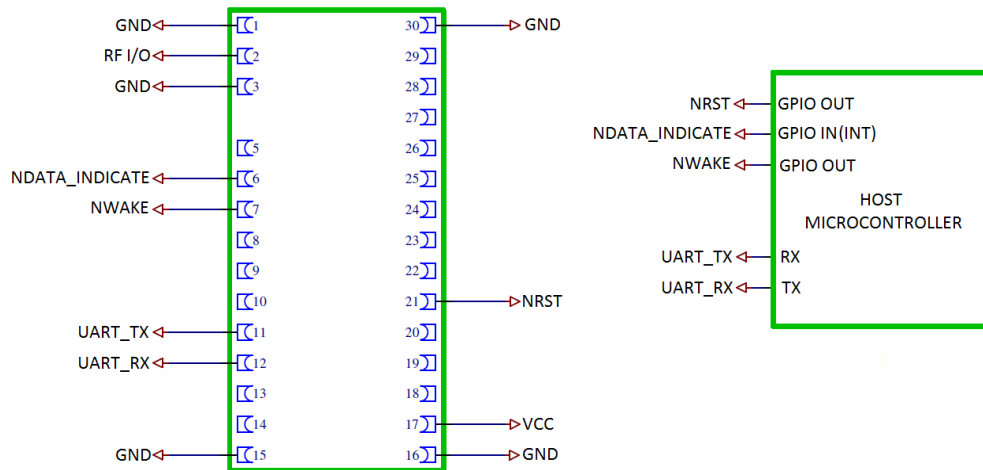 GND 1 30 GND
RF I/O 2 29
GND 3 28
27
5 26
NDATA_INDICATE 6 25
NWAKE 7 24
8 23
9 22
10 21 NRST
UART_TX 11 20
UART_RX 12 19
13 18
14 17 VCC
GND 15 16 GND
NRST GPIO OUT
NDATA_INDICATE GPIO IN(INT)
NWAKE GPIO OUT
HOST
MICROCONTROLLER
UART_TX RX
UART_RX TX